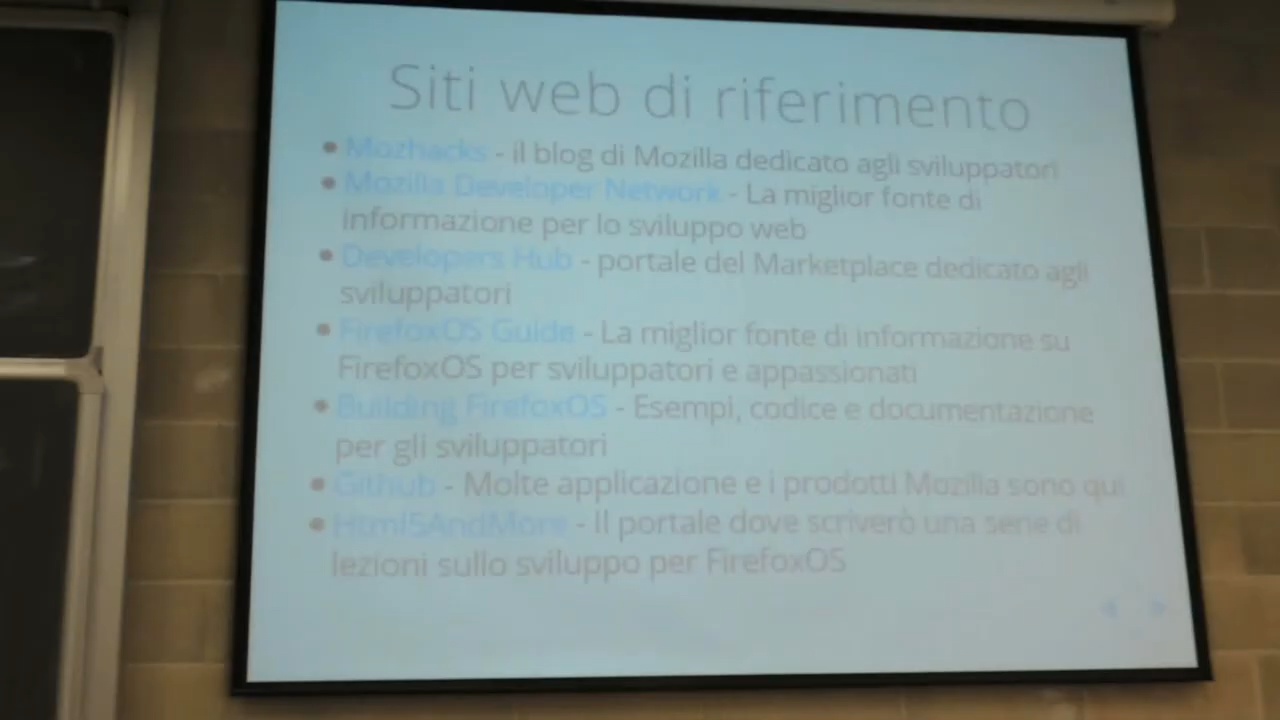 Siti web di riferimento
• Mozhacks - il blog di Mozilla dedicato agli sviluppatori
• Mozilla Developer Network - La miglior fonte di
informazione per lo sviluppo web
• Developers Hub - portale del Marketplace dedicato agli
sviluppatori
• FirefoxOS Guide - La miglior fonte di informazione su
FirefoxOS per sviluppatori e appassionati
• Building FirefoxOS - Esempi, codice e documentazione
per gli sviluppatori
• Github - Molte applicazione e i prodotti Mozilla sono qui
• Html5AndMore - Il portale dove scriverò una serie di
lezioni sullo sviluppo per FirefoxOS